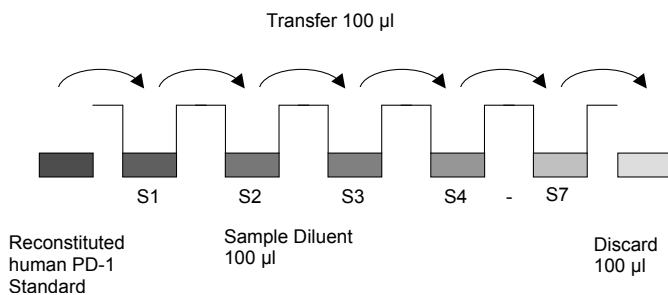 Transfer 100 µl
S1 S2 S3 S4 - S7
Reconstituted
human PD-1
Standard
Sample Diluent
100 µl
Discard
100 µl